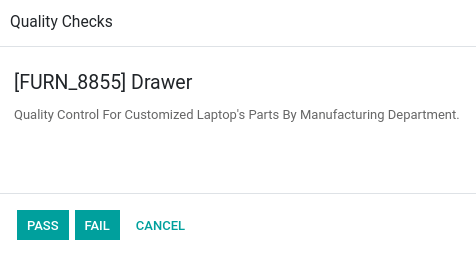 Quality Checks
[FURN_8855] Drawer
Quality Control For Customized Laptop's Parts By Manufacturing Department.
PASS FAIL CANCEL